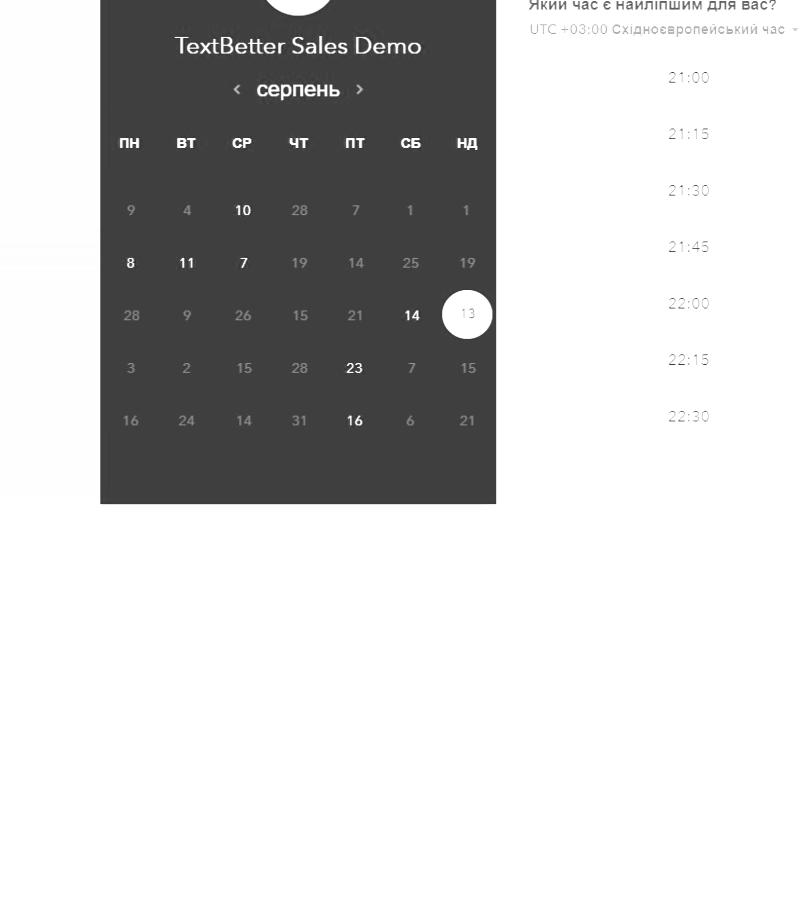 TextBetter Sales Demo
‹ серпень ›
ПН ВТ СР ЧТ ПТ СБ НД
9 4 10 28 7 1 1
8 11 7 19 14 25 19
28 9 26 15 21 14 13
3 2 15 28 23 7 15
16 24 14 31 16 6 21
Який час є найліпшим для вас?
UTC +03:00 Східноєвропейський час
21:00
21:15
21:30
21:45
22:00
22:15
22:30